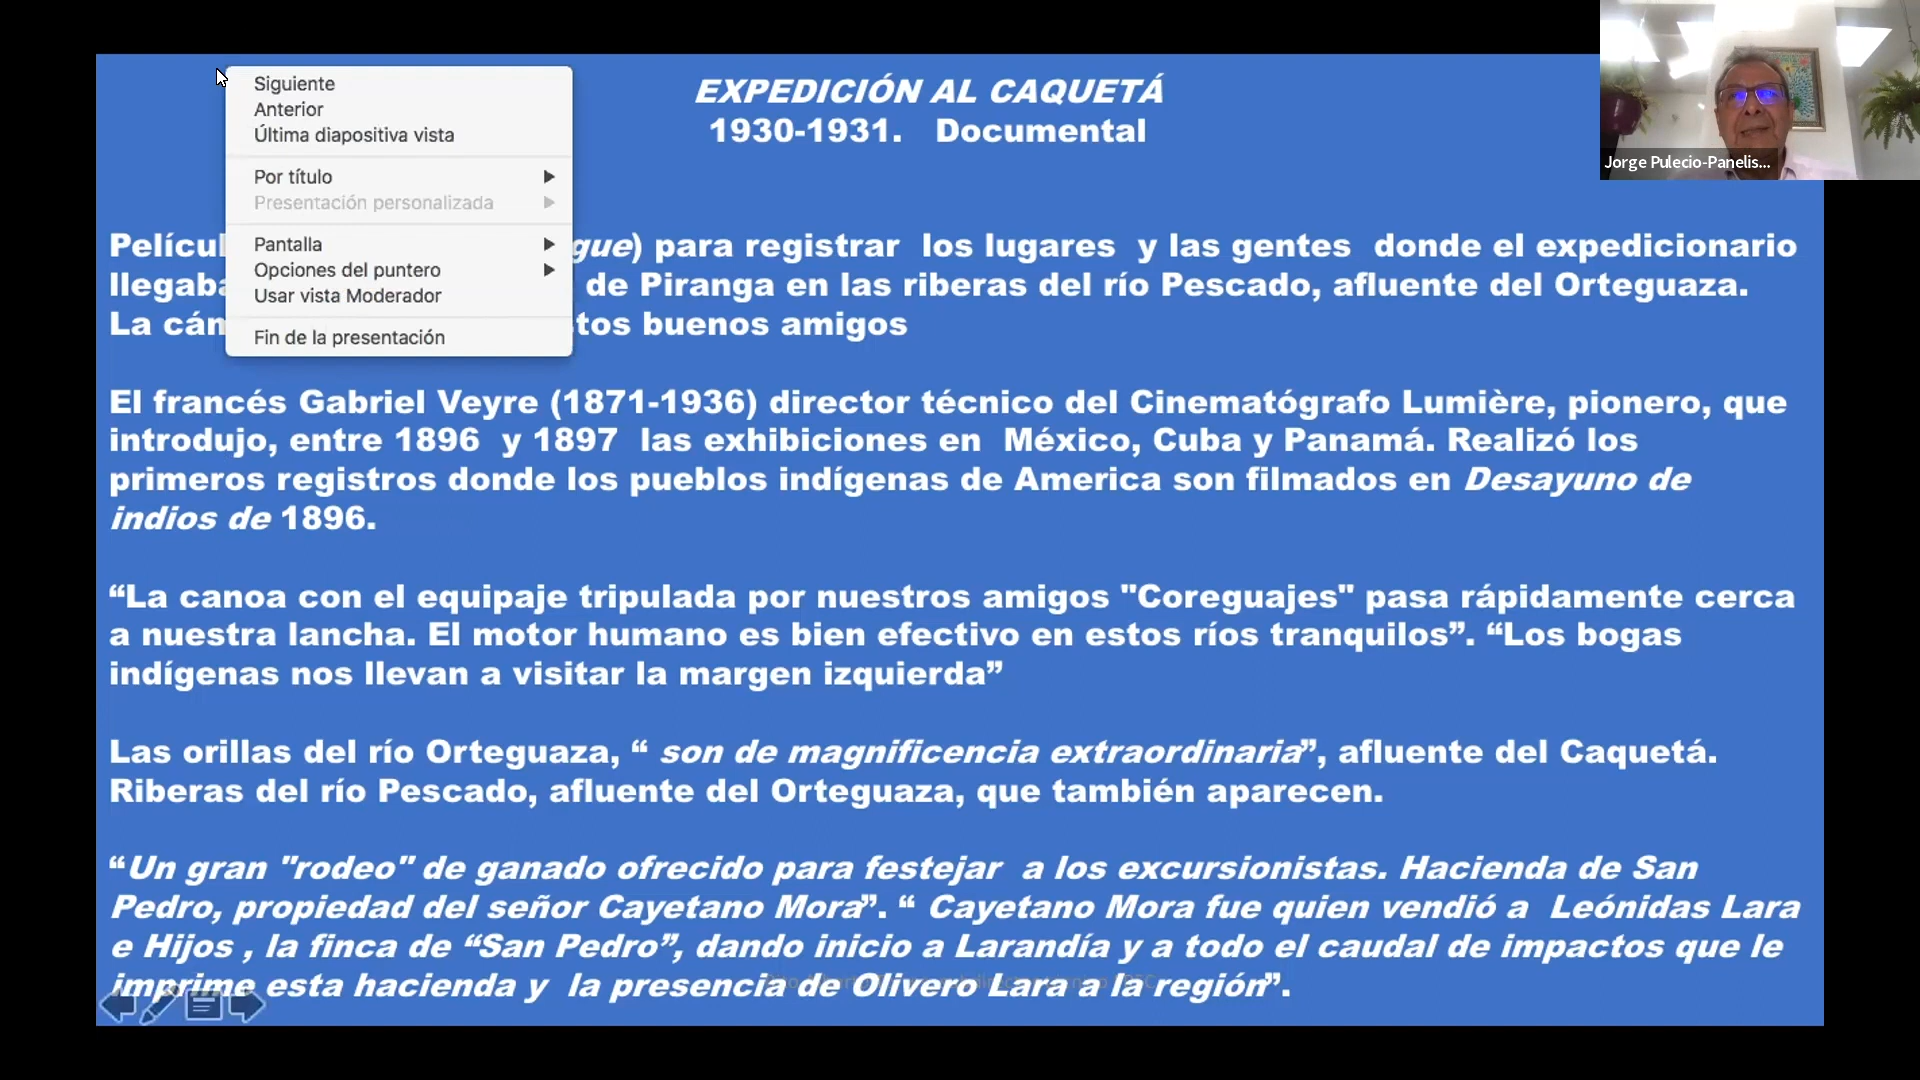 EXPEDICIÓN AL CAQUETÁ
1930-1931. Documental
Siguiente
Anterior
Última diapositiva vista
Por título
Presentación personalizada
Pantalla
Opciones del puntero
Usar vista Moderador
Fin de la presentación
Jorge Pulecio-Panelis...
) para registrar los lugares y las gentes donde el expedicionario
de Piranga en las riberas del río Pescado, afluente del Orteguaza.
La buenos amigos
El francés Gabriel Veyre (1871-1936) director técnico del Cinematógrafo Lumière, pionero, que
introdujo, entre 1896 y 1897 las exhibiciones en México, Cuba y Panamá. Realizó los
primeros registros donde los pueblos indígenas de America son filmados en Desayuno de
indios de 1896.
“La canoa con el equipaje tripulada por nuestros amigos "Coreguajes" pasa rápidamente cerca
a nuestra lancha. El motor humano es bien efectivo en estos ríos tranquilos”. “Los bogas
indígenas nos llevan a visitar la margen izquierda”
Las orillas del río Orteguaza, “ son de magnificencia extraordinaria”, afluente del Caquetá.
Riberas del río Pescado, afluente del Orteguaza, que también aparecen.
“Un gran "rodeo" de ganado ofrecido para festejar a los excursionistas. Hacienda de San
Pedro, propiedad del señor Cayetano Mora”. “ Cayetano Mora fue quien vendió a Leónidas Lara
e Hijos , la finca de “San Pedro”, dando inicio a Larandía y a todo el caudal de impactos que le
imprime esta hacienda y la presencia de Olivero Lara a la región”.